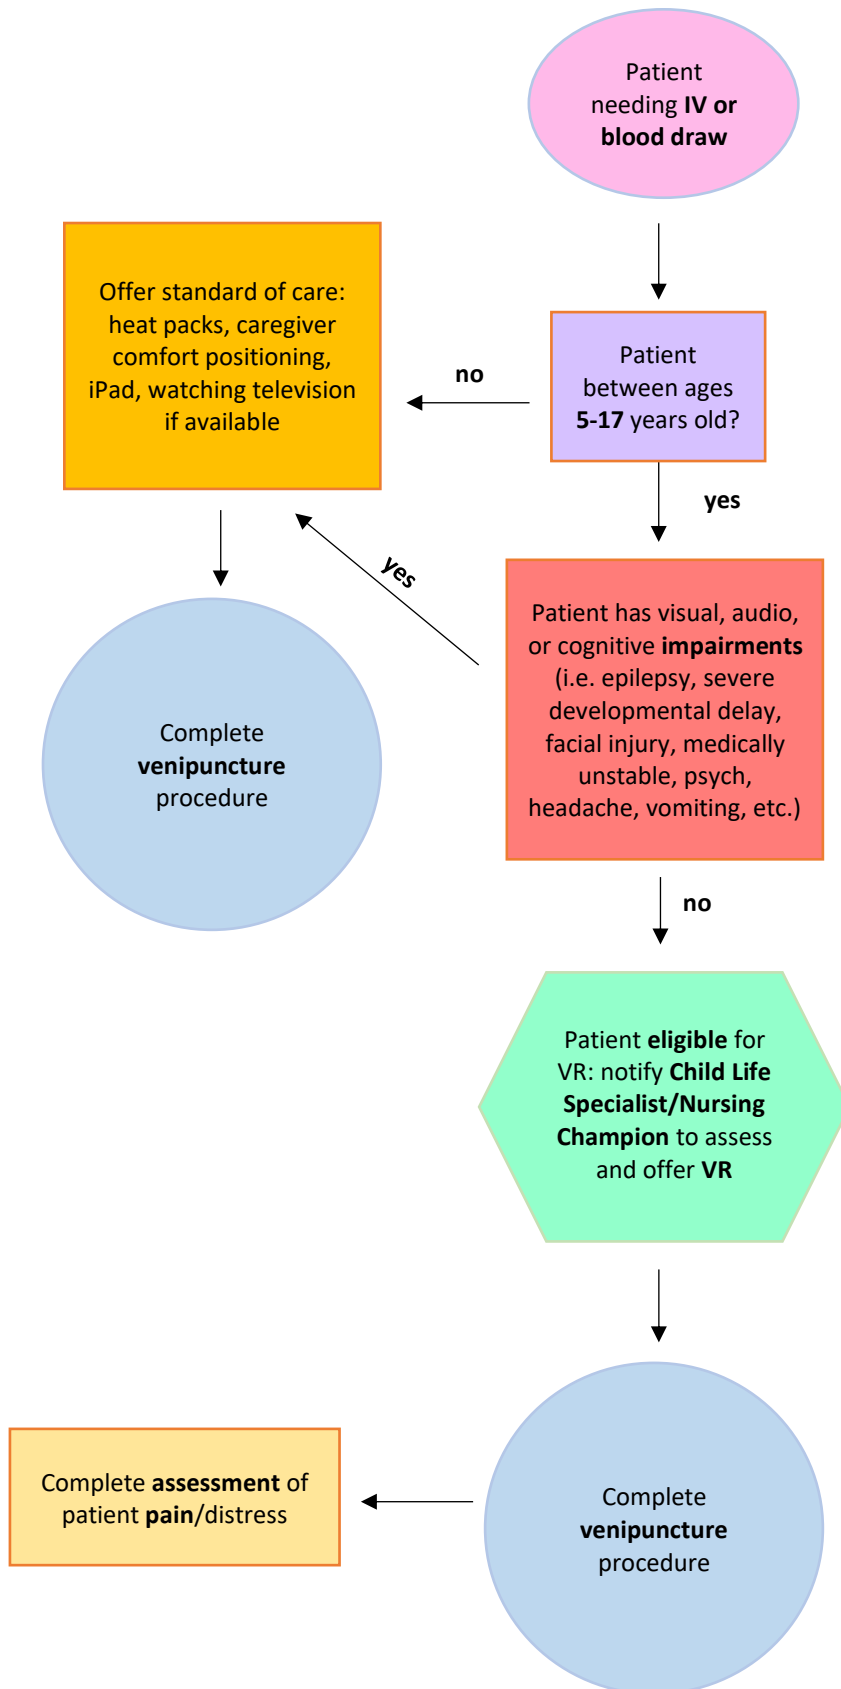 Patient
needing IV or
blood draw
Offer standard of care:
heat packs, caregiver
comfort positioning,
iPad, watching television
if available
no
Patient
between ages
5-17 years old?
yes
yes
Patient has visual, audio,
or cognitive impairments
(i.e. epilepsy, severe
developmental delay,
facial injury, medically
unstable, psych,
headache, vomiting, etc.)
Complete
venipuncture
procedure
no
Patient eligible for
VR: notify Child Life
Specialist/Nursing
Champion to assess
and offer VR
Complete assessment of
patient pain/distress
Complete
venipuncture
procedure